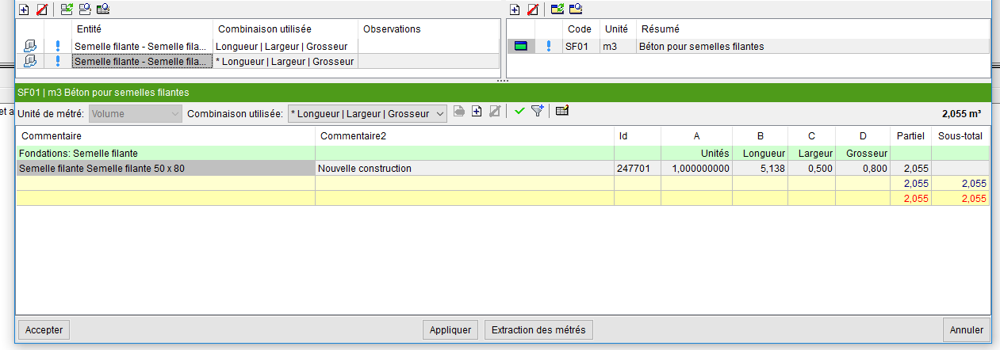 Entité Combinaison utilisée Observations
Semelle filante - Semelle fila... Longueur | Largeur | Grosseur
Semelle filante - Semelle fila... * Longueur | Largeur | Grosseur
Code Unité Résumé
SF01 m3 Béton pour semelles filantes
SF01 | m3 Béton pour semelles filantes
et a
Unité de métré: Volume Combinaison utilisée: * Longueur | Largeur | Grosseur 2,055 m³
Commentaire Commentaire2 Id A B C D Partiel Sous-total
Fondations: Semelle filante Unités Longueur Largeur Grosseur
Semelle filante Semelle filante 50 x 80 Nouvelle construction 247701 1,000000000 5,138 0,500 0,800 2,055
2,055 2,055
2,055 2,055
Accepter Appliquer Extraction des métrés Annuler